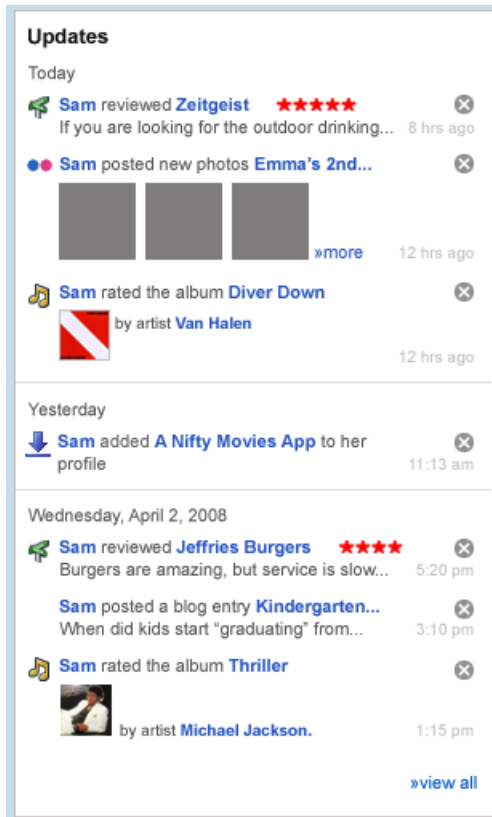 Updates
Today
Sam reviewed Zeitgeist
If you are looking for the outdoor drinking... 8 hrs ago
Sam posted new photos Emma's 2nd...
»more 12 hrs ago
Sam rated the album Diver Down
by artist Van Halen
12 hrs ago
Yesterday
Sam added A Nifty Movies App to her
profile 11:13 am
Wednesday, April 2, 2008
Sam reviewed Jeffries Burgers
Burgers are amazing, but service is slow... 5:20 pm
Sam posted a blog entry Kindergarten...
When did kids start “graduating” from... 3:10 pm
Sam rated the album Thriller
by artist Michael Jackson. 1:15 pm
»view all